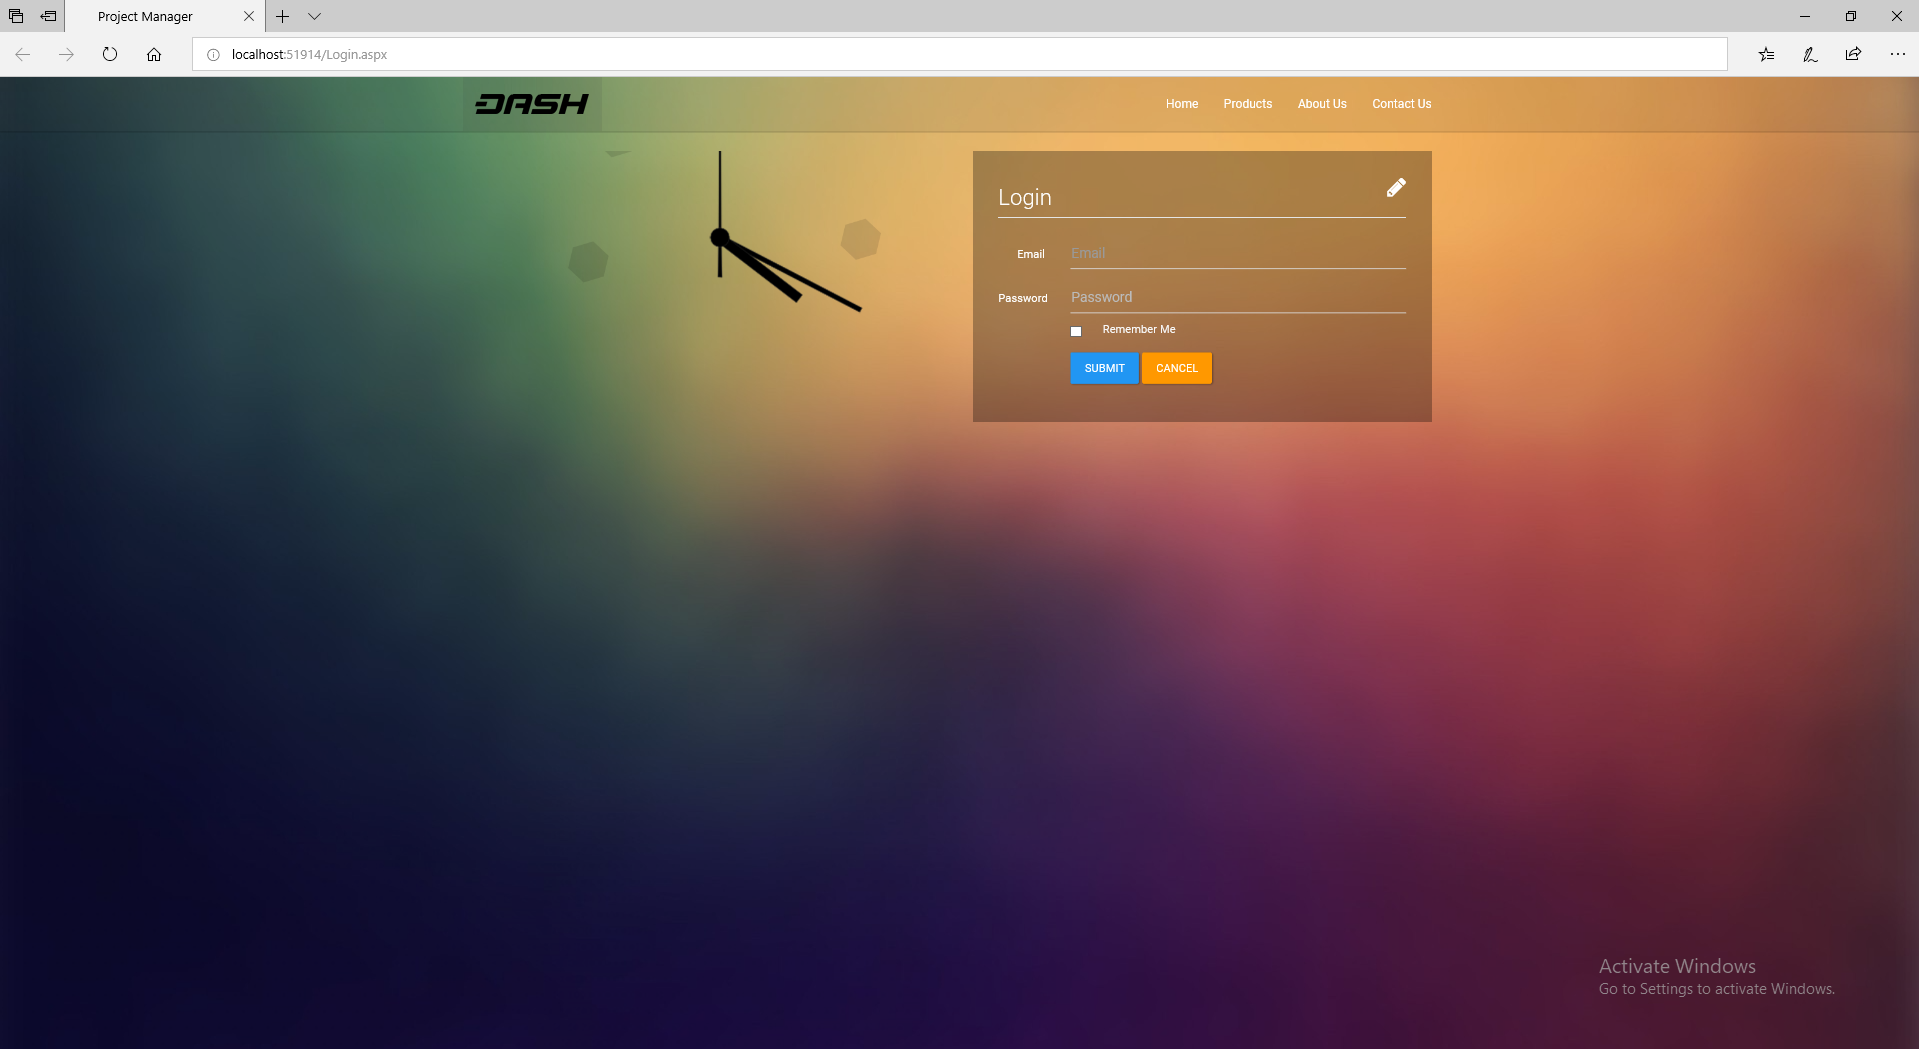 Project Manager
localhost:51914/Login.aspx
DASH
Home Products About Us Contact Us
Login
Email Email
Password Password
Remember Me
SUBMIT CANCEL
Activate Windows
Go to Settings to activate Windows.